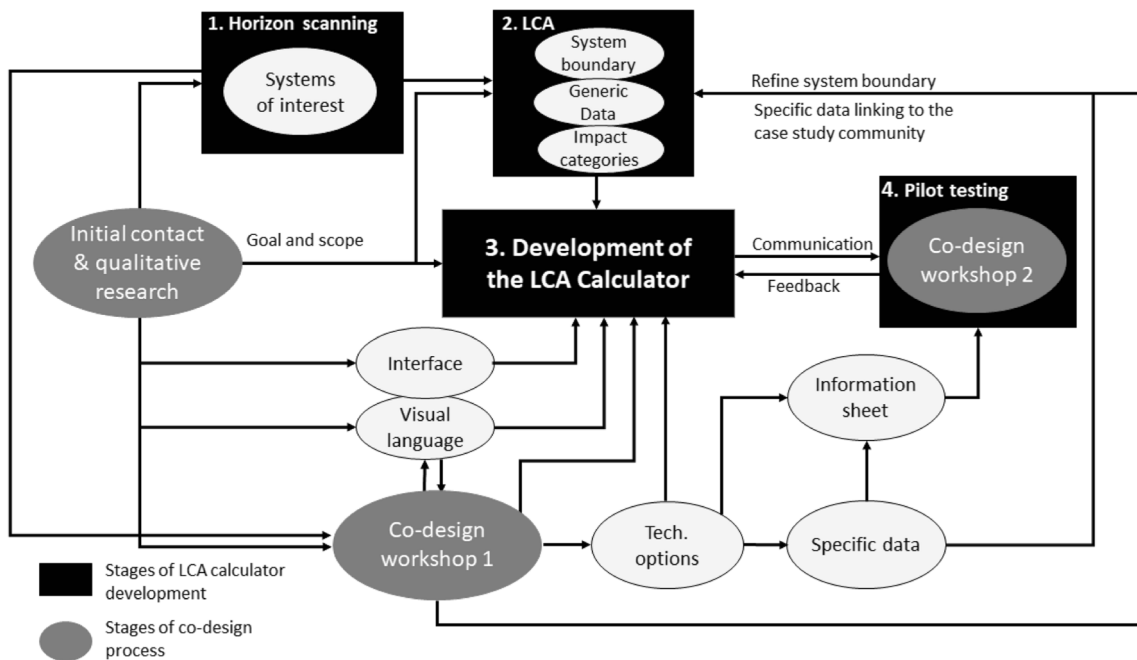 1. Horizon scanning
Systems
of interest
2. LCA
System
boundary
Generic
Data
Impact
categories
Refine system boundary
Specific data linking to the
case study community
4. Pilot testing
Co-design
workshop 2
Initial contact
& qualitative
research
Goal and scope
3. Development of
the LCA Calculator
Communication
Feedback
Interface
Visual
language
Information
sheet
Co-design
workshop 1
Tech.
options
Specific data
Stages of LCA calculator
development
Stages of co-design
process